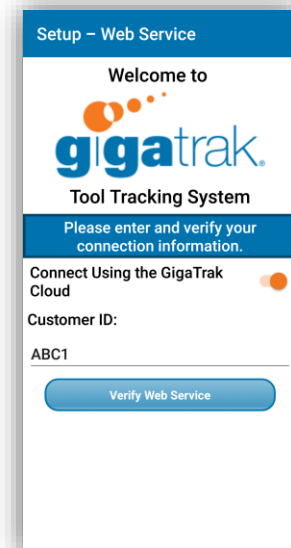 Setup – Web Service
Welcome to
gigatrak.
Tool Tracking System
Please enter and verify your
connection information.
Connect Using the GigaTrak
Cloud
Customer ID:
ABC1
Verify Web Service